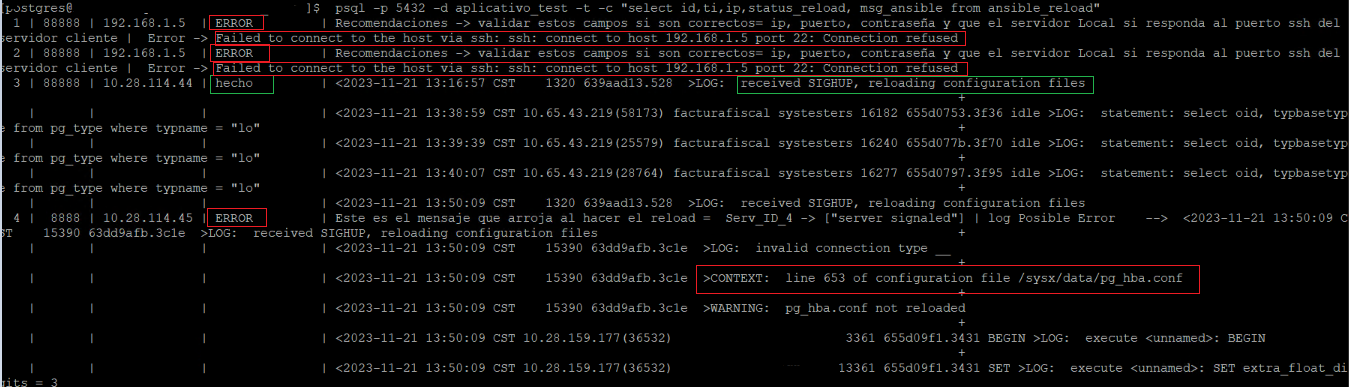 [postgres@ ]$ psql -p 5432 -d aplicativo_test -t -c "select id,ti,ip,status_reload, msg_ansible from ansible_reload"
1 | 88888 | 192.168.1.5 | ERROR | Recomendaciones -> validar estos campos si son correctos= ip, puerto, contraseña y que el servidor Local si responda al puerto ssh del
servidor cliente | Error -> Failed to connect to the host via ssh: ssh: connect to host 192.168.1.5 port 22: Connection refused
2 | 88888 | 192.168.1.5 | ERROR | Recomendaciones -> validar estos campos si son correctos= ip, puerto, contraseña y que el servidor Local si responda al puerto ssh del
servidor cliente | Error -> Failed to connect to the host via ssh: ssh: connect to host 192.168.1.5 port 22: Connection refused
3 | 88888 | 10.28.114.44 | hecho | <2023-11-21 13:16:57 CST 1320 639aad13.528 >LOG: received SIGHUP, reloading configuration files
+
| | | | <2023-11-21 13:38:59 CST 10.65.43.219(58173) facturafiscal systesters 16182 655d0753.3f36 idle >LOG: statement: select oid, typbasetyp
e from pg_type where typname = "lo" +
| | | | <2023-11-21 13:39:39 CST 10.65.43.219(25579) facturafiscal systesters 16240 655d077b.3f70 idle >LOG: statement: select oid, typbasetyp
e from pg_type where typname = "lo" +
| | | | <2023-11-21 13:40:07 CST 10.65.43.219(28764) facturafiscal systesters 16277 655d0797.3f95 idle >LOG: statement: select oid, typbasetyp
e from pg_type where typname = "lo" +
| | | | <2023-11-21 13:50:09 CST 1320 639aad13.528 >LOG: received SIGHUP, reloading configuration files
4 | 8888 | 10.28.114.45 | ERROR | Este es el mensaje que arroja al hacer el reload = Serv_ID_4 -> ["server signaled"] | log Posible Error --> <2023-11-21 13:50:09 C
ST 15390 63dd9afb.3c1e >LOG: received SIGHUP, reloading configuration files +
| | | | <2023-11-21 13:50:09 CST 15390 63dd9afb.3c1e >LOG: invalid connection type __
+
| | | | <2023-11-21 13:50:09 CST 15390 63dd9afb.3c1e >CONTEXT: line 653 of configuration file /sysx/data/pg_hba.conf
+
| | | | <2023-11-21 13:50:09 CST 15390 63dd9afb.3c1e >WARNING: pg_hba.conf not reloaded
+
| | | | <2023-11-21 13:50:09 CST 10.28.159.177(36532) 3361 655d09f1.3431 BEGIN >LOG: execute <unnamed>: BEGIN
+
| | | | <2023-11-21 13:50:09 CST 10.28.159.177(36532) 13361 655d09f1.3431 SET >LOG: execute <unnamed>: SET extra_float_di
gits = 3